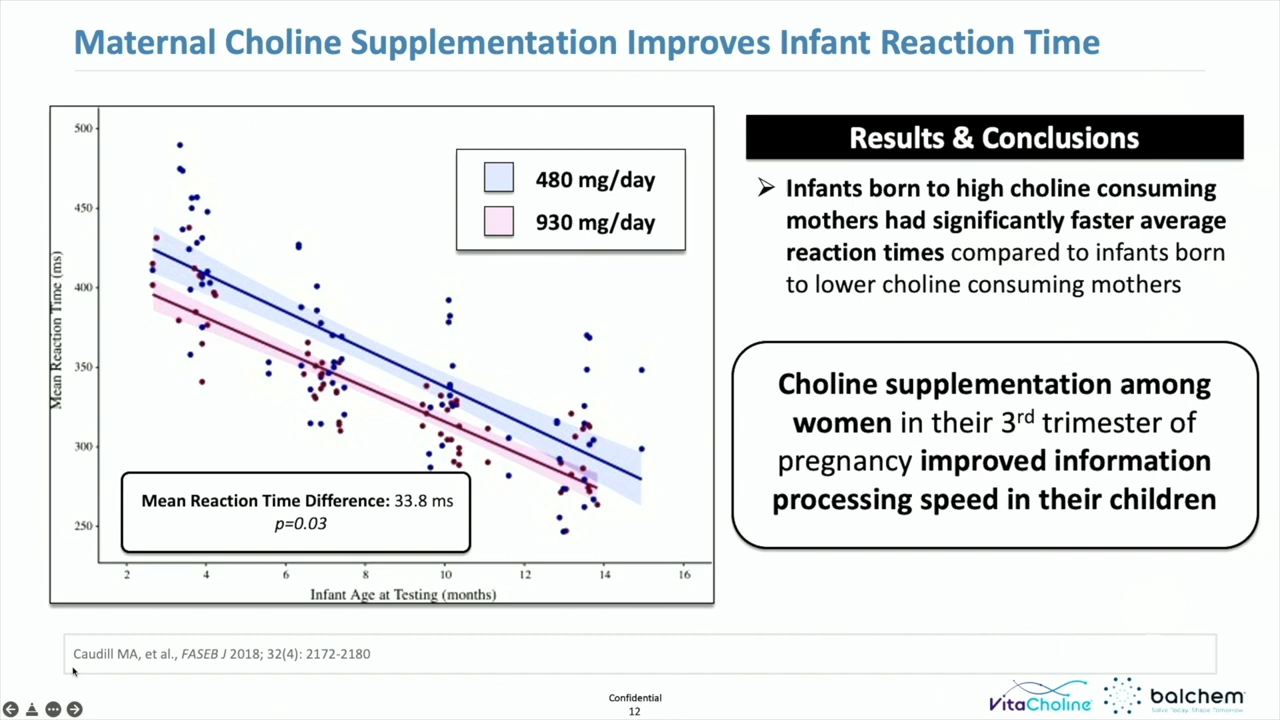 Maternal Choline Supplementation Improves Infant Reaction Time
500
450
400
350
300
250
Mean Reaction Time (ms)
480 mg/day
930 mg/day
Mean Reaction Time Difference: 33.8 ms
p=0.03
2 4 6 8 10 12 14 16
Infant Age at Testing (months)
Results & Conclusions
➢ Infants born to high choline consuming
mothers had significantly faster average
reaction times compared to infants born
to lower choline consuming mothers
Choline supplementation among
women in their 3rd trimester of
pregnancy improved information
processing speed in their children
Caudill MA, et al., FASEB J 2018; 32(4): 2172-2180
Confidential
12
VitaCholine
balchem
Solve Today. Shape Tomorrow.